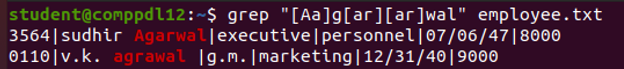 student@comppdl12:~$ grep "[Aa]g[ar][ar]wal" employee.txt
3564|sudhir Agarwal|executive|personnel|07/06/47|8000
0110|v.k. agrawal |g.m.|marketing|12/31/40|9000